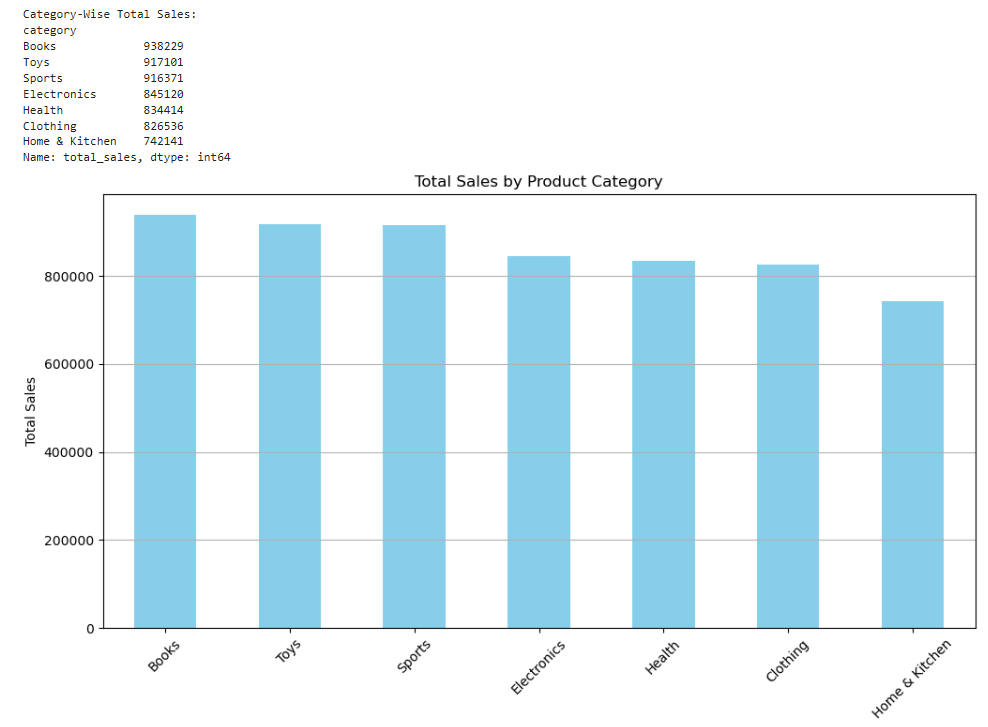 Category-Wise Total Sales:
category
Books             938229
Toys              917101
Sports            916371
Electronics       845120
Health            834414
Clothing          826536
Home & Kitchen    742141
Name: total_sales, dtype: int64
Total Sales by Product Category
Total Sales
800000
600000
400000
200000
0
Books
Toys
Sports
Electronics
Health
Clothing
Home & Kitchen